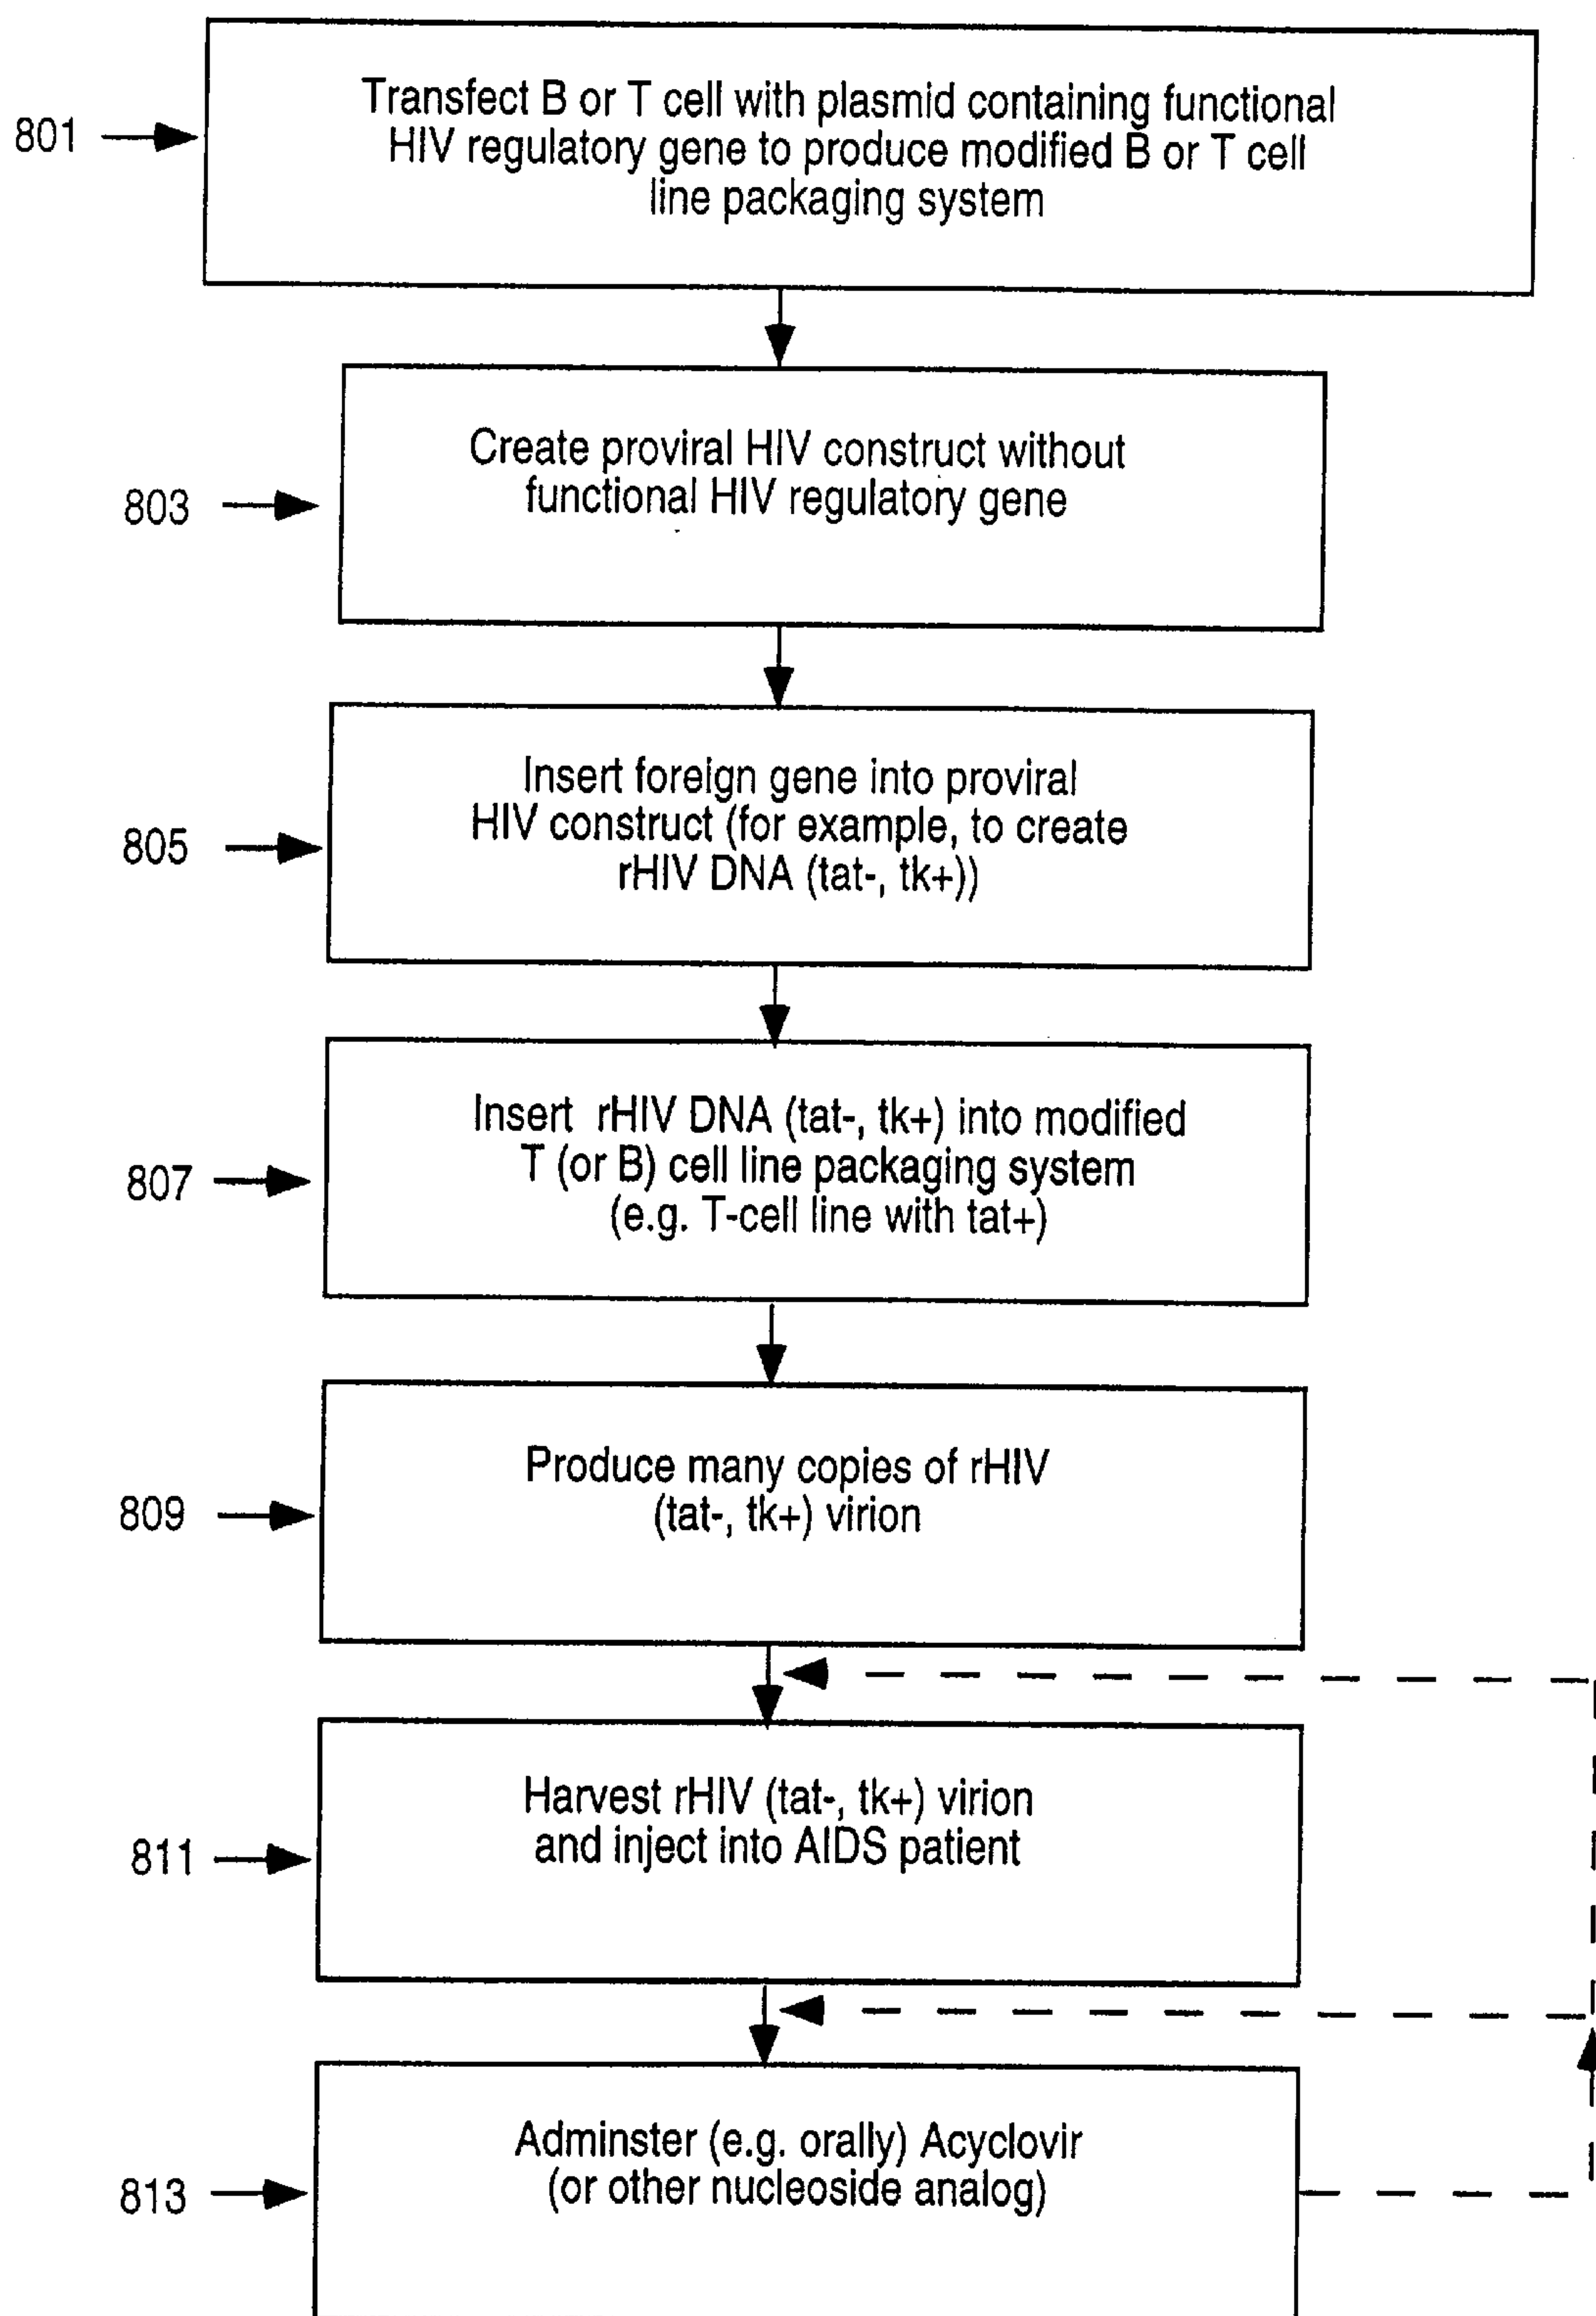 801
Transfect B or T cell with plasmid containing functional
HIV regulatory gene to produce modified B or T cell
line packaging system
803
Create proviral HIV construct without
functional HIV regulatory gene
805
Insert foreign gene into proviral
HIV construct (for example, to create
rHIV DNA (tat-, tk+))
807
Insert rHIV DNA (tat-, tk+) into modified
T (or B) cell line packaging system
(e.g. T-cell line with tat+)
809
Produce many copies of rHIV
(tat-, tk+) virion
811
Harvest rHIV (tat-, tk+) virion
and inject into AIDS patient
813
Adminster (e.g. orally) Acyclovir
(or other nucleoside analog)